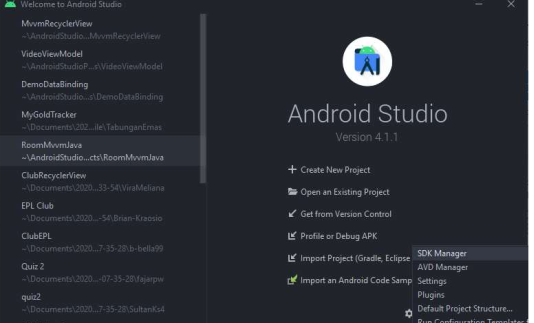 Welcome to Android Studio
MvvmRecyclerView
~\AndroidStudio...MvvmRecyclerView
VideoViewModel
~\AndroidStudioP...s\VideoViewModel
DemoDataBinding
~\AndroidStudio...s\DemoDataBinding
MyGoldTracker
~\Documents\202...ile\TabunganEmas
RoomMvvmJava
~\AndroidStudio...cts\RoomMvvmJava
ClubRecyclerView
~\Documents\2020...33-54\ViraMeliana
EPL Club
~\Documents\2020...-54\Brian-Kraosio
ClubEPL
~\Documents\2020...7-35-28\b-bella99
Quiz 2
~\Documents\2020...-07-35-28\fajarpw
quiz2
~\Documents\2020...7-35-28\SultanKs4
Android Studio
Version 4.1.1
Create New Project
Open an Existing Project
Get from Version Control
Profile or Debug APK
Import Project (Gradle, Eclipse
Import an Android Code Samp
SDK Manager
AVD Manager
Settings
Plugins
Default Project Structure...
Run Configuration Templates